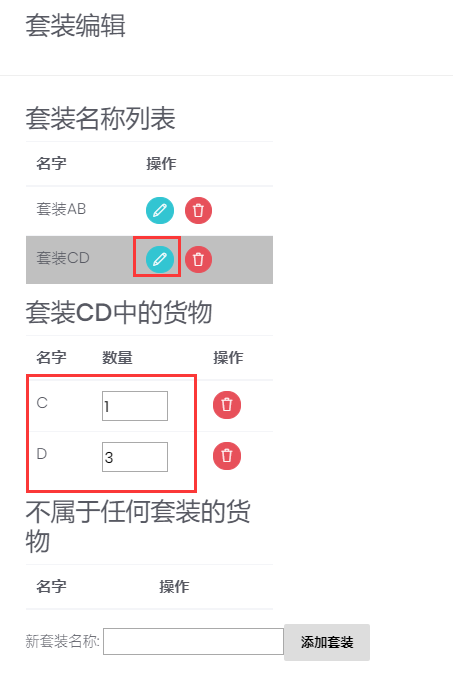 套装编辑
套装名称列表
名字 操作
套装AB
套装CD
套装CD中的货物
名字 数量 操作
C 1
D 3
不属于任何套装的货
物
名字 操作
新套装名称: 添加套装